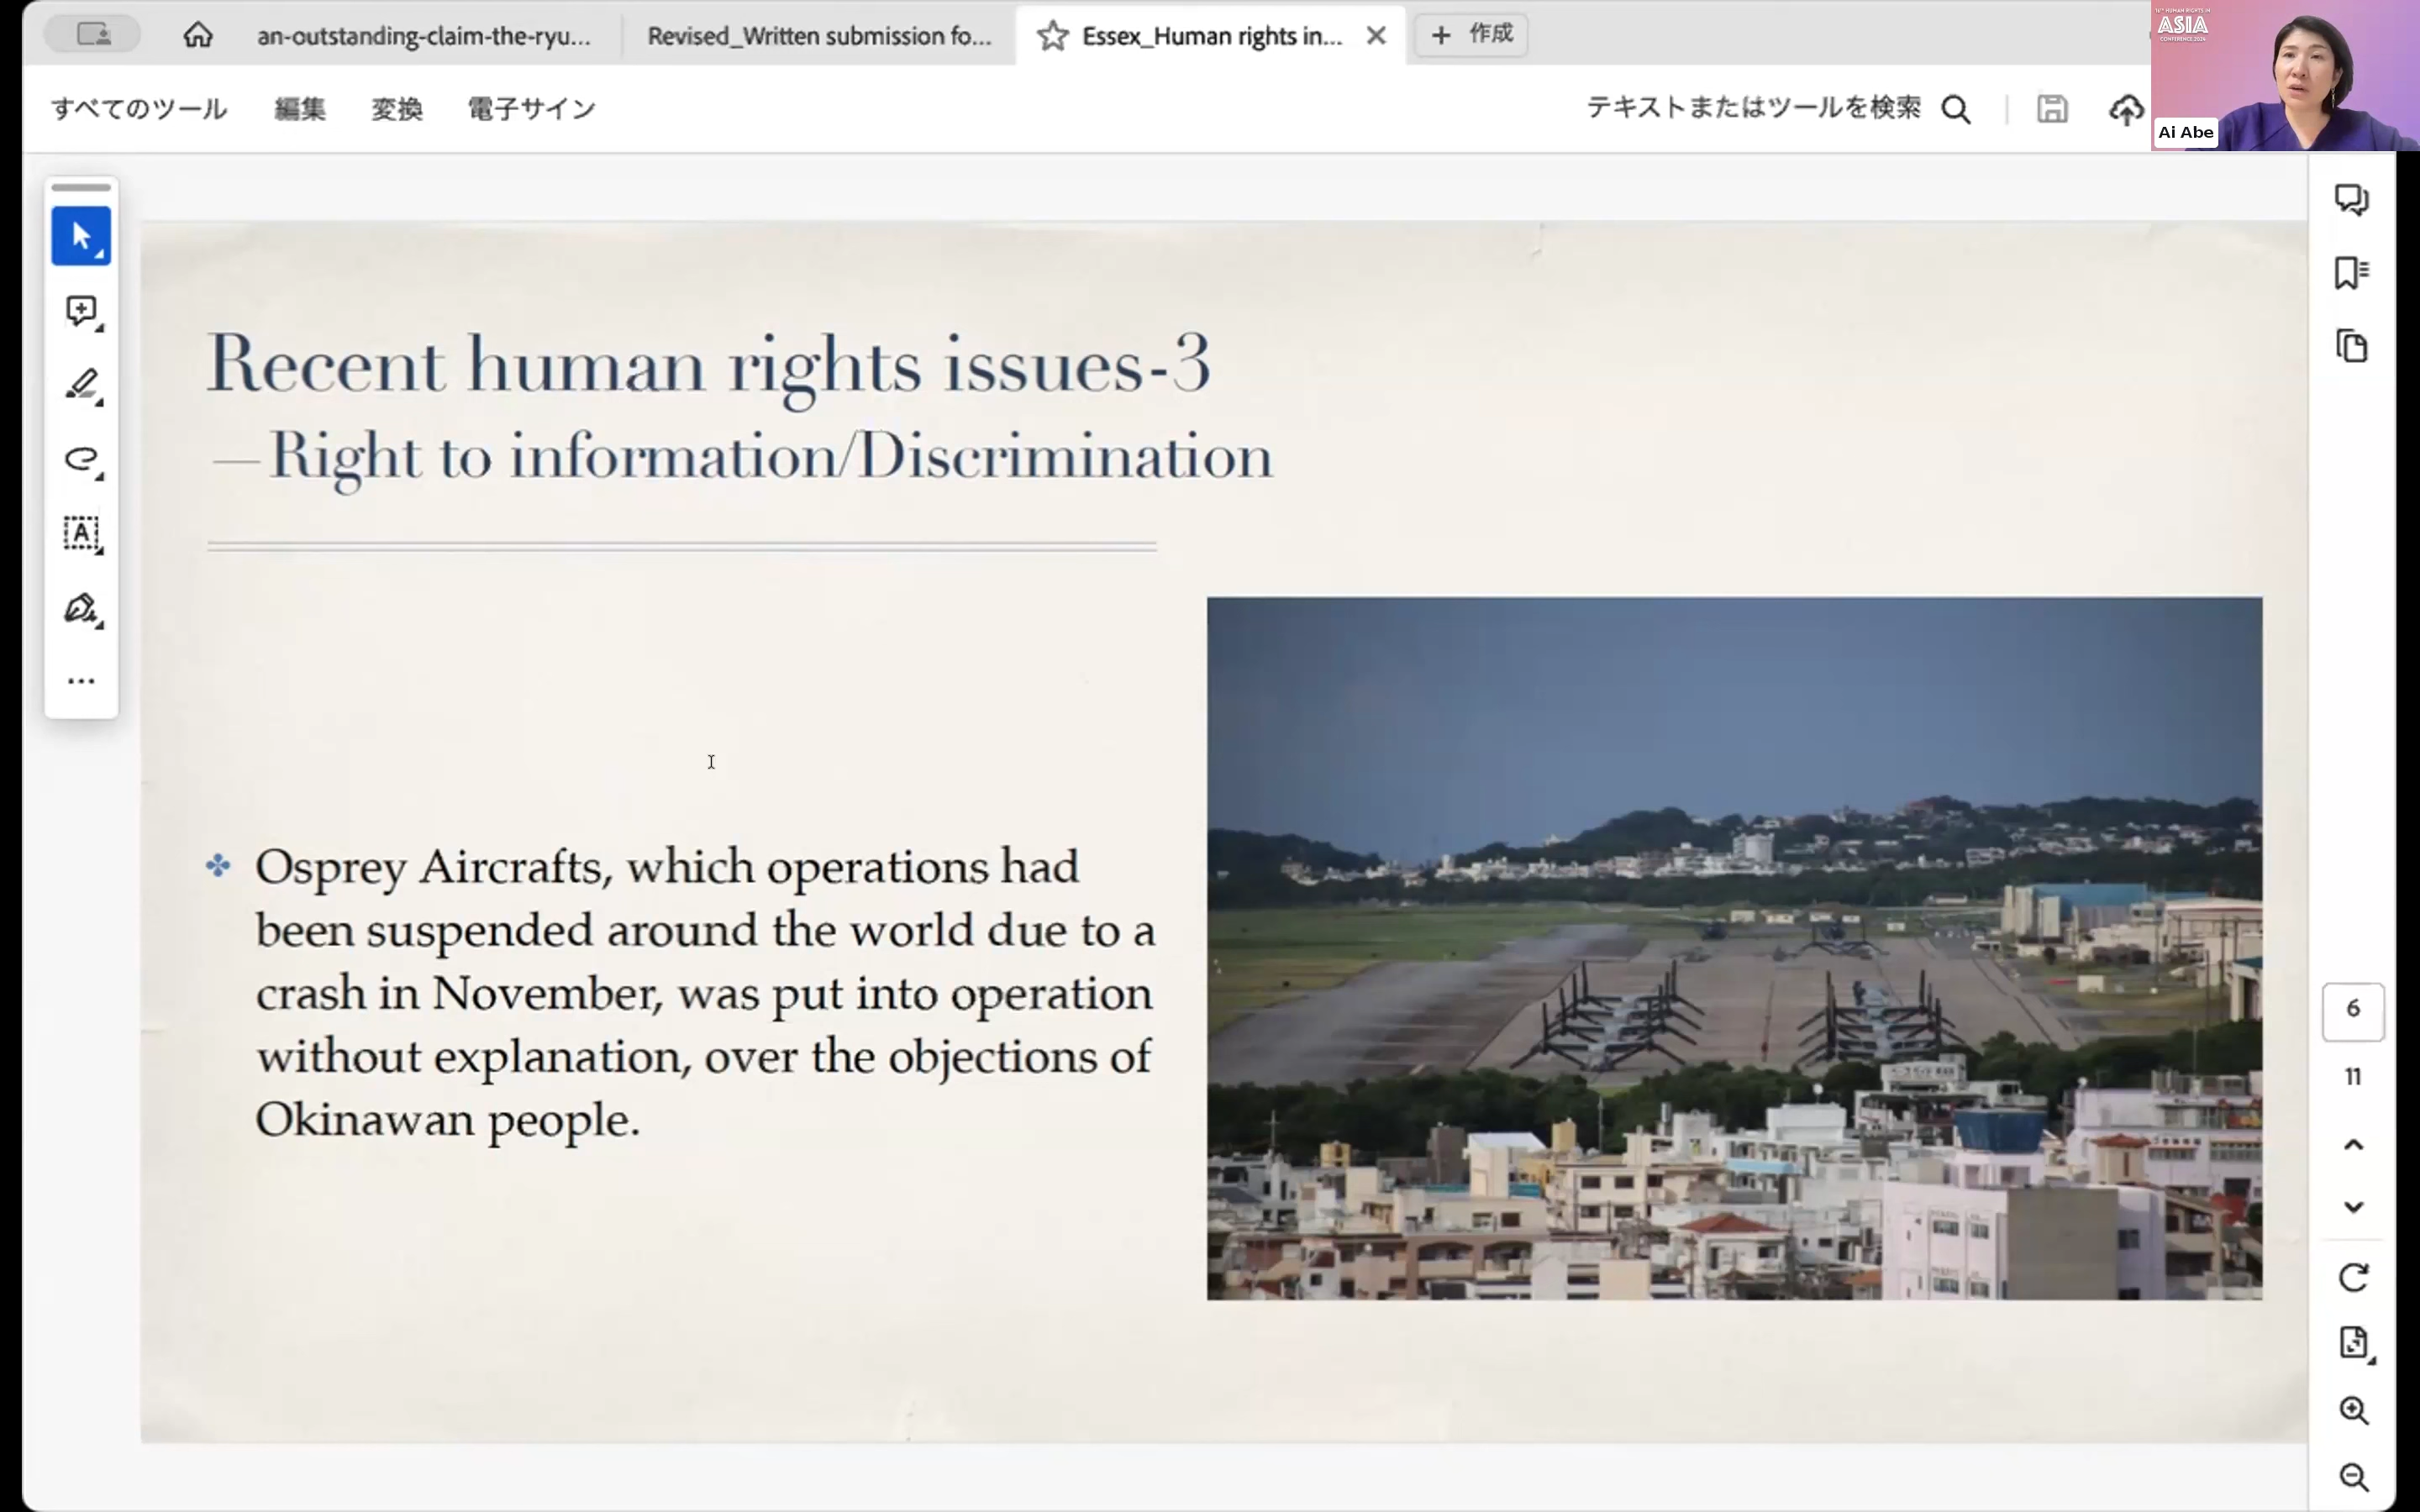 an-outstanding-claim-the-ryu...
Revised_Written submission fo...
Essex_Human rights in...
作成
すべてのツール
編集
変換
電子サイン
テキストまたはツールを検索
ASIA
Ai Abe
Recent human rights issues-3
—Right to information/Discrimination
Osprey Aircrafts, which operations had
been suspended around the world due to a
crash in November, was put into operation
without explanation, over the objections of
Okinawan people.
6
11